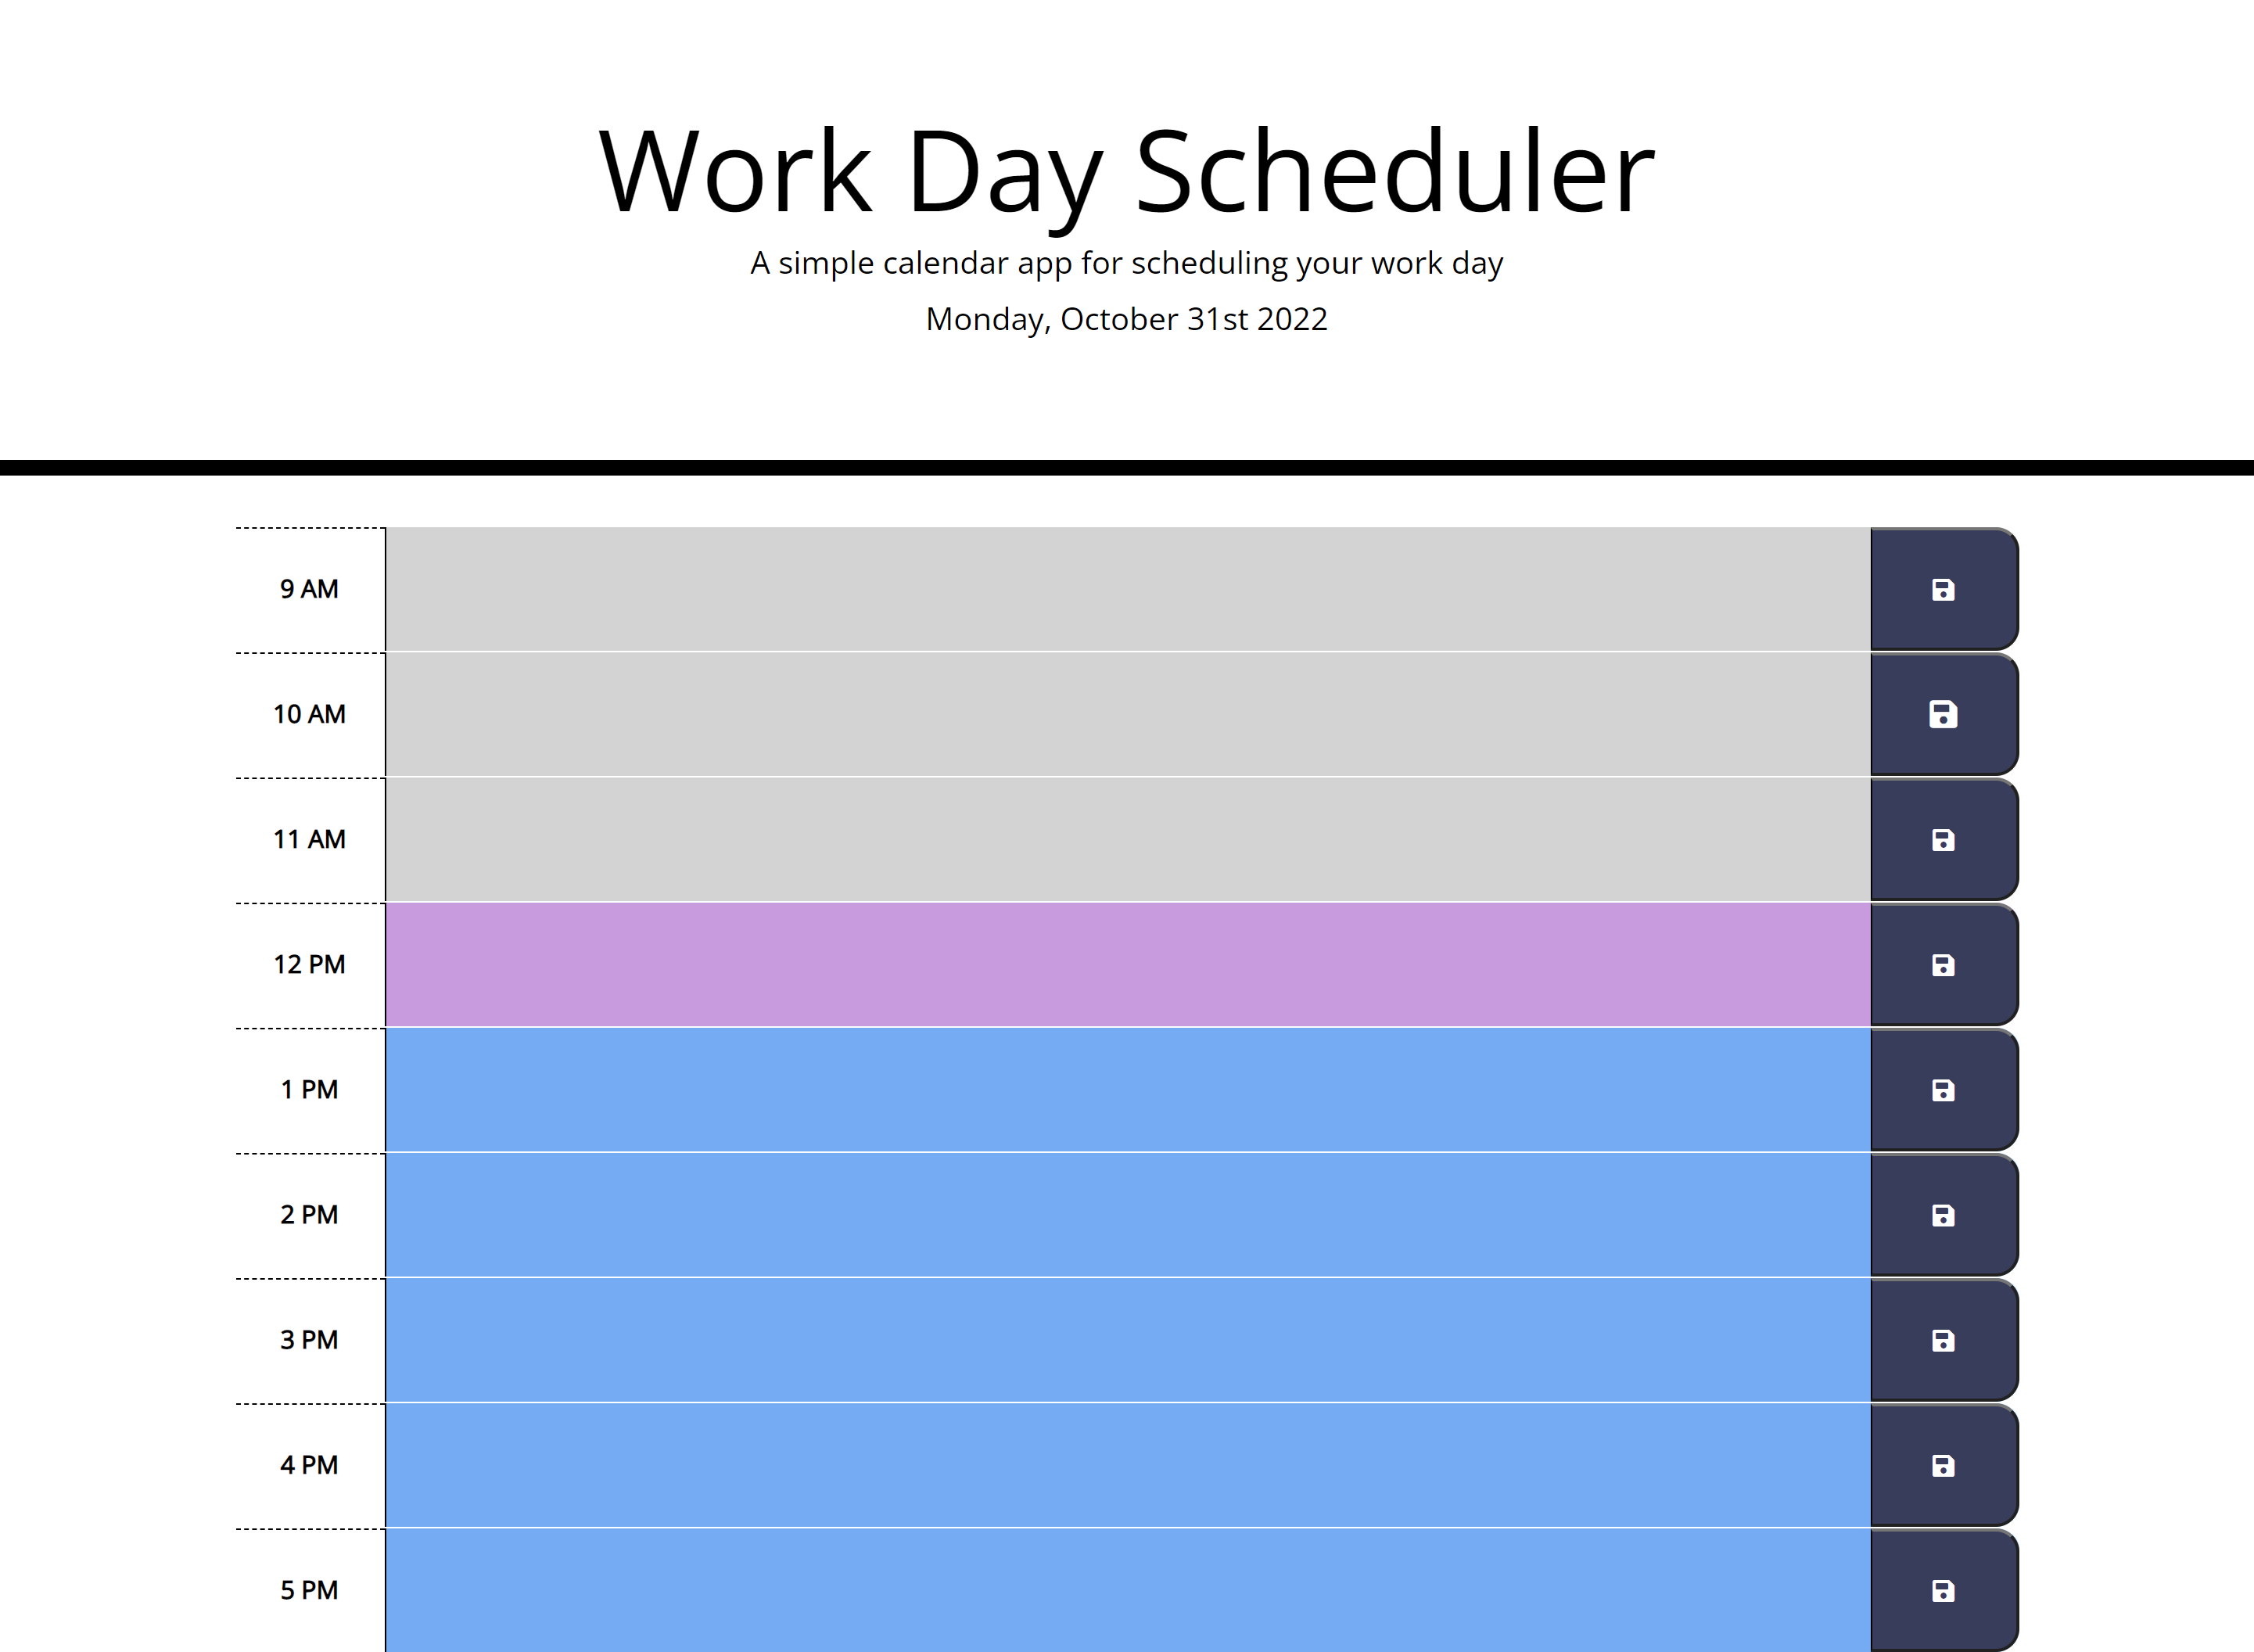 Work Day Scheduler
A simple calendar app for scheduling your work day
Monday, October 31st 2022
9 AM
10 AM
11 AM
12 PM
1 PM
2 PM
3 PM
4 PM
5 PM